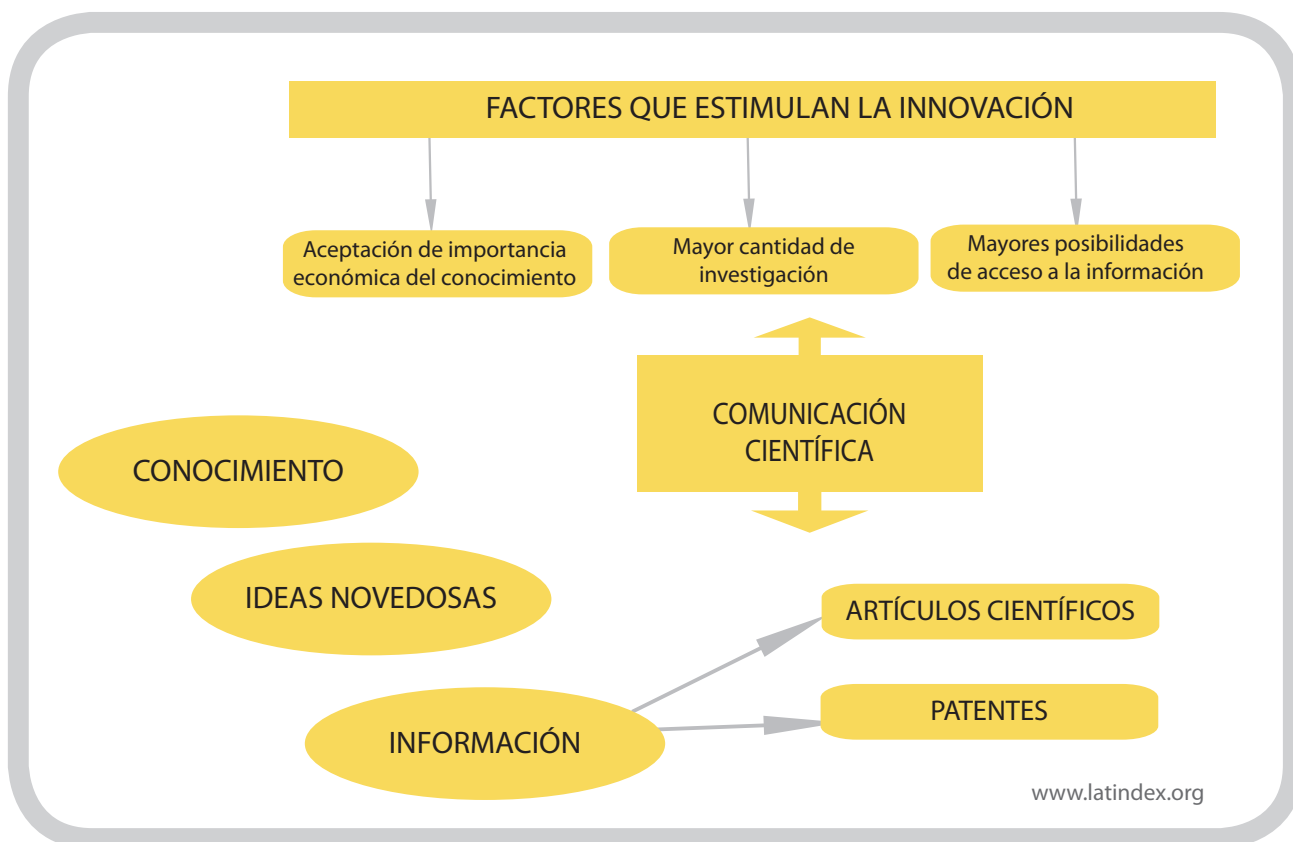 FACTORES QUE ESTIMULAN LA INNOVACIÓN
Aceptación de importancia
económica del conocimiento
Mayor cantidad de
investigación
Mayores posibilidades
de acceso a la información
COMUNICACIÓN
CIENTÍFICA
CONOCIMIENTO
IDEAS NOVEDOSAS
INFORMACIÓN
ARTÍCULOS CIENTÍFICOS
PATENTES
www.latindex.org